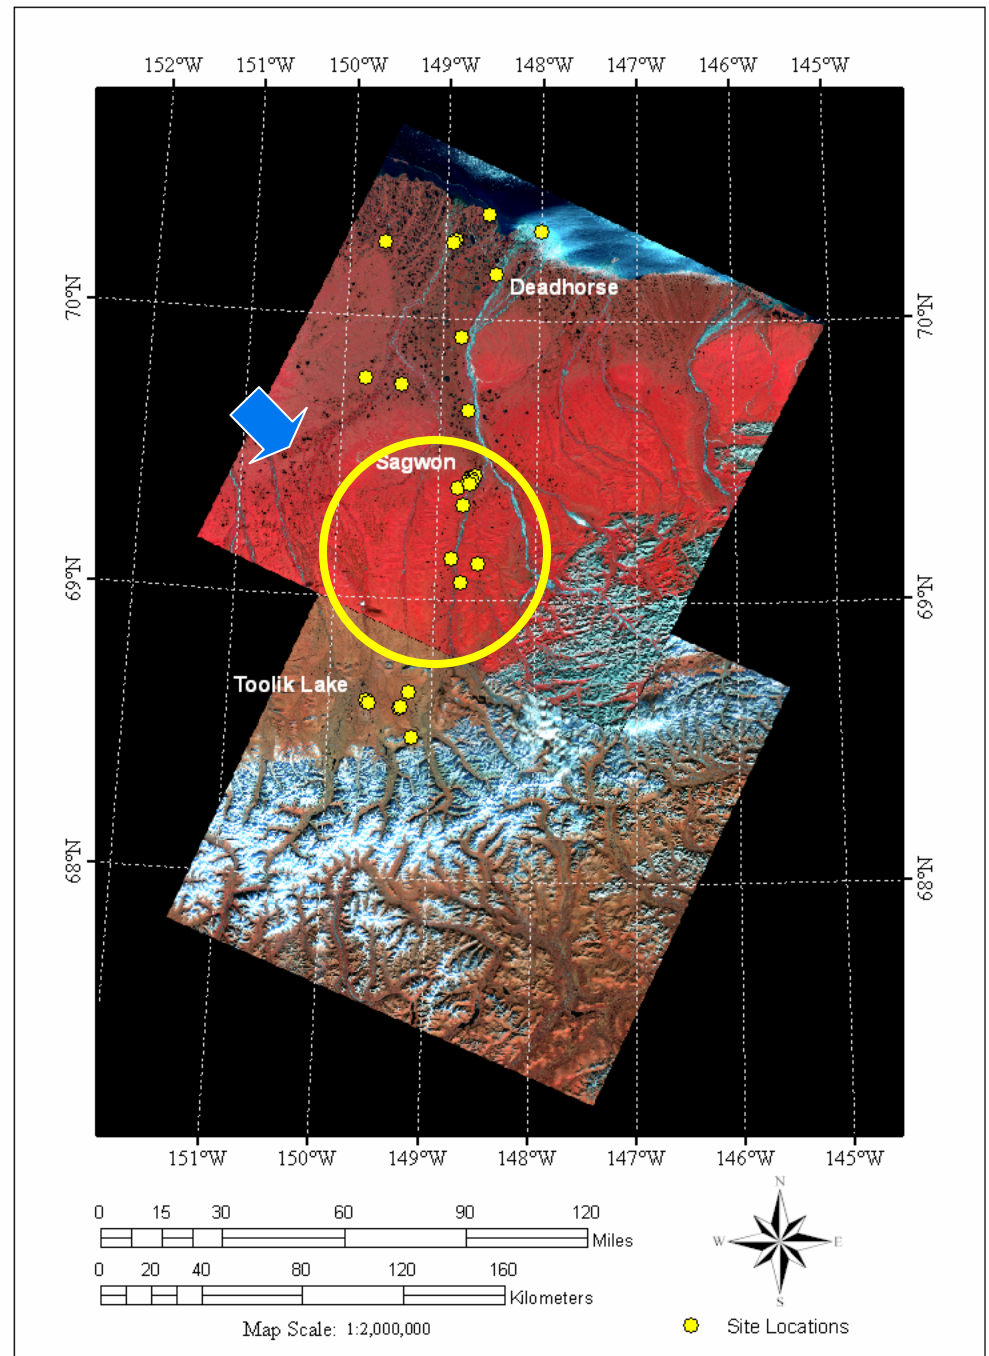 152°W 151°W 150°W 149°W 148°W 147°W 146°W 145°W
70°N
70°N
Deadhorse
Sagwon
69°N
69°N
Toolik Lake
68°N
68°N
151°W 150°W 149°W 148°W 147°W 146°W 145°W
N
W E
S
0 15 30 60 90 120
Miles
0 20 40 80 120 160
Kilometers
Map Scale: 1:2,000,000
Site Locations